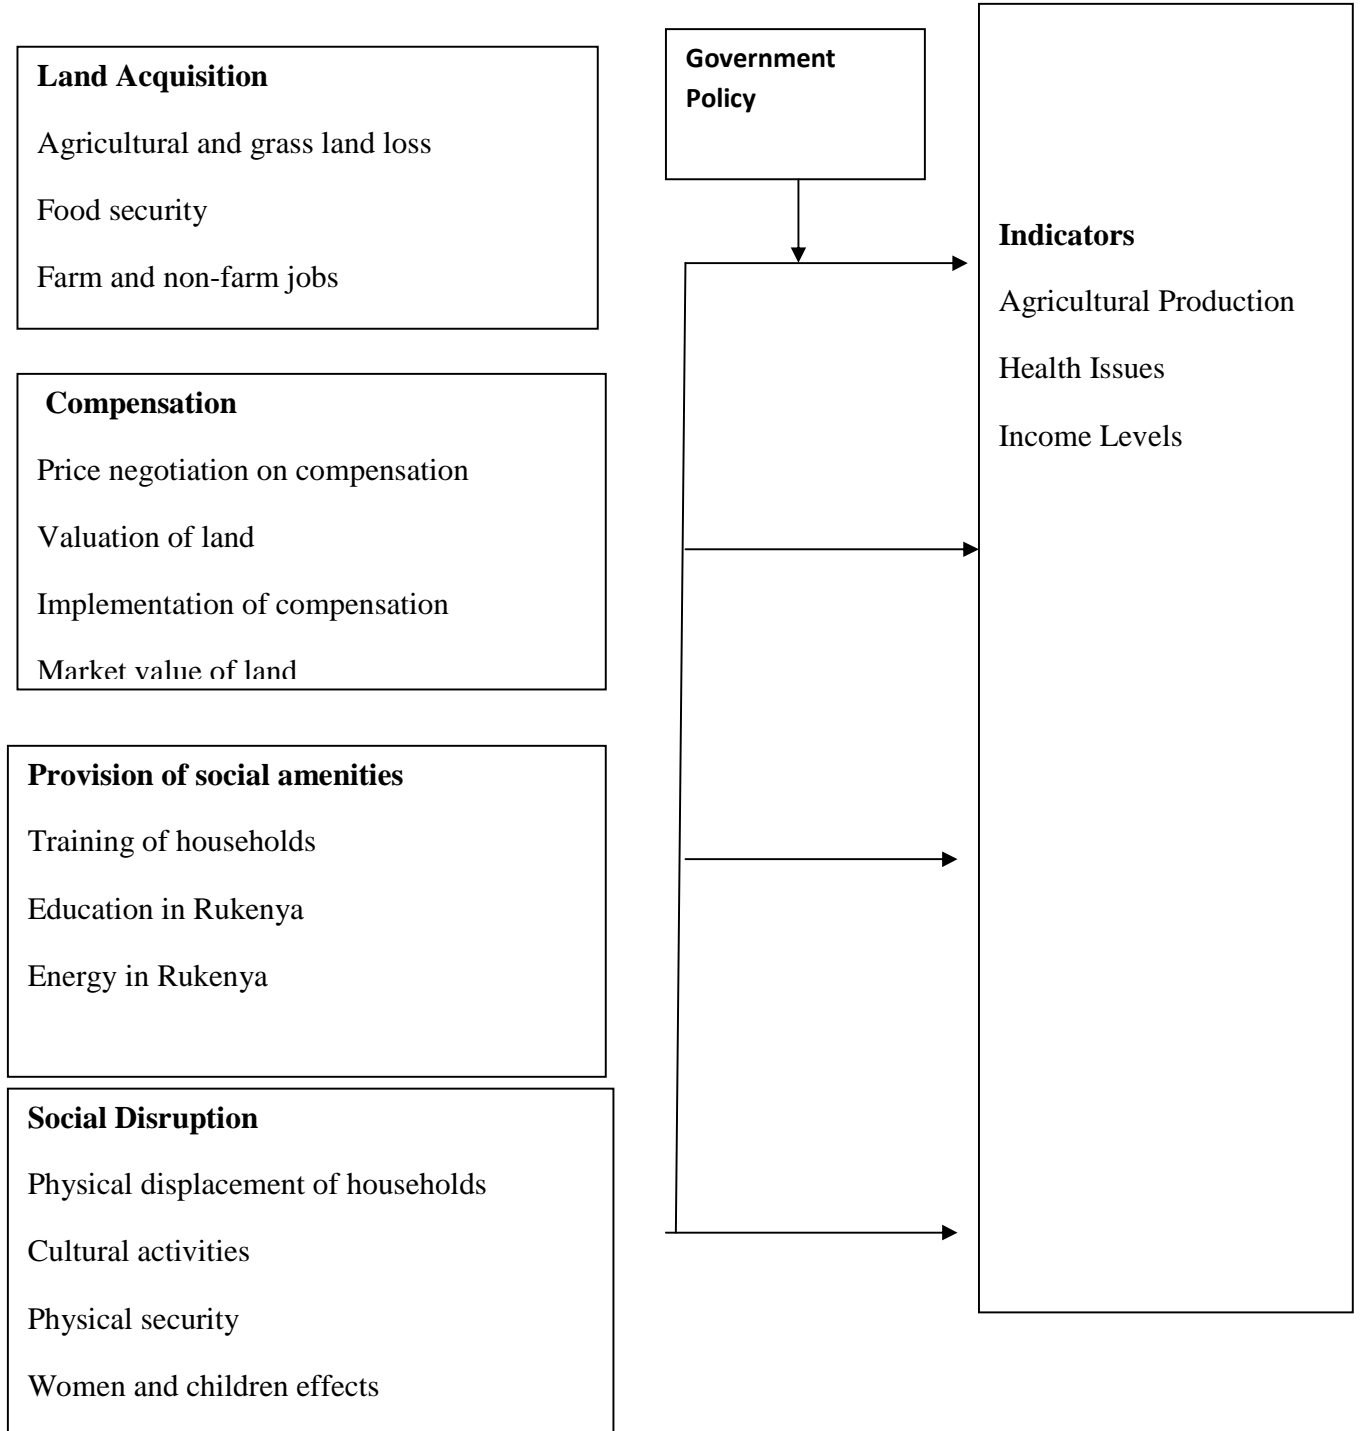 Land Acquisition
Agricultural and grass land loss
Food security
Farm and non-farm jobs
Compensation
Price negotiation on compensation
Valuation of land
Implementation of compensation
Market value of land
Provision of social amenities
Training of households
Education in Rukenya
Energy in Rukenya
Social Disruption
Physical displacement of households
Cultural activities
Physical security
Women and children effects
Government
Policy
Indicators
Agricultural Production
Health Issues
Income Levels